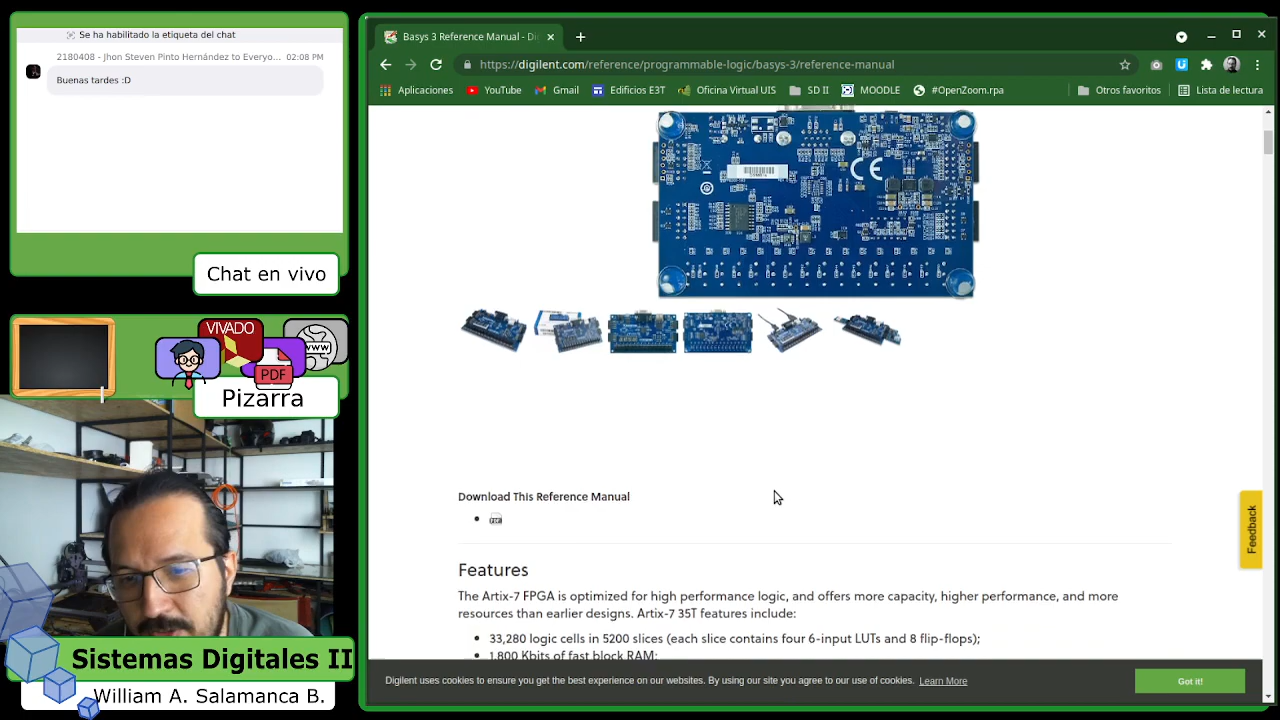 Se ha habilitado la etiqueta del chat
2180408 - Jhon Steven Pinto Hernández to Everyo... 02:08 PM
Buenas tardes :D
Chat en vivo
VIVADO
WWW
PDF
Pizarra
Sistemas Digitales II
William A. Salamanca B.
Basys 3 Reference Manual - Di
https://digilent.com/reference/programmable-logic/basys-3/reference-manual
Aplicaciones YouTube Gmail Edificios E3T Oficina Virtual UIS SD II MOODLE #OpenZoom.rpa Otros favoritos Lista de lectura
CE
Download This Reference Manual
Features
The Artix-7 FPGA is optimized for high performance logic, and offers more capacity, higher performance, and more
resources than earlier designs. Artix-7 35T features include:
33,280 logic cells in 5200 slices (each slice contains four 6-input LUTs and 8 flip-flops);
1,800 Kbits of fast block RAM;
Feedback
Digilent uses cookies to ensure you get the best experience on our websites. By using our site you agree to our use of cookies. Learn More
Got it!